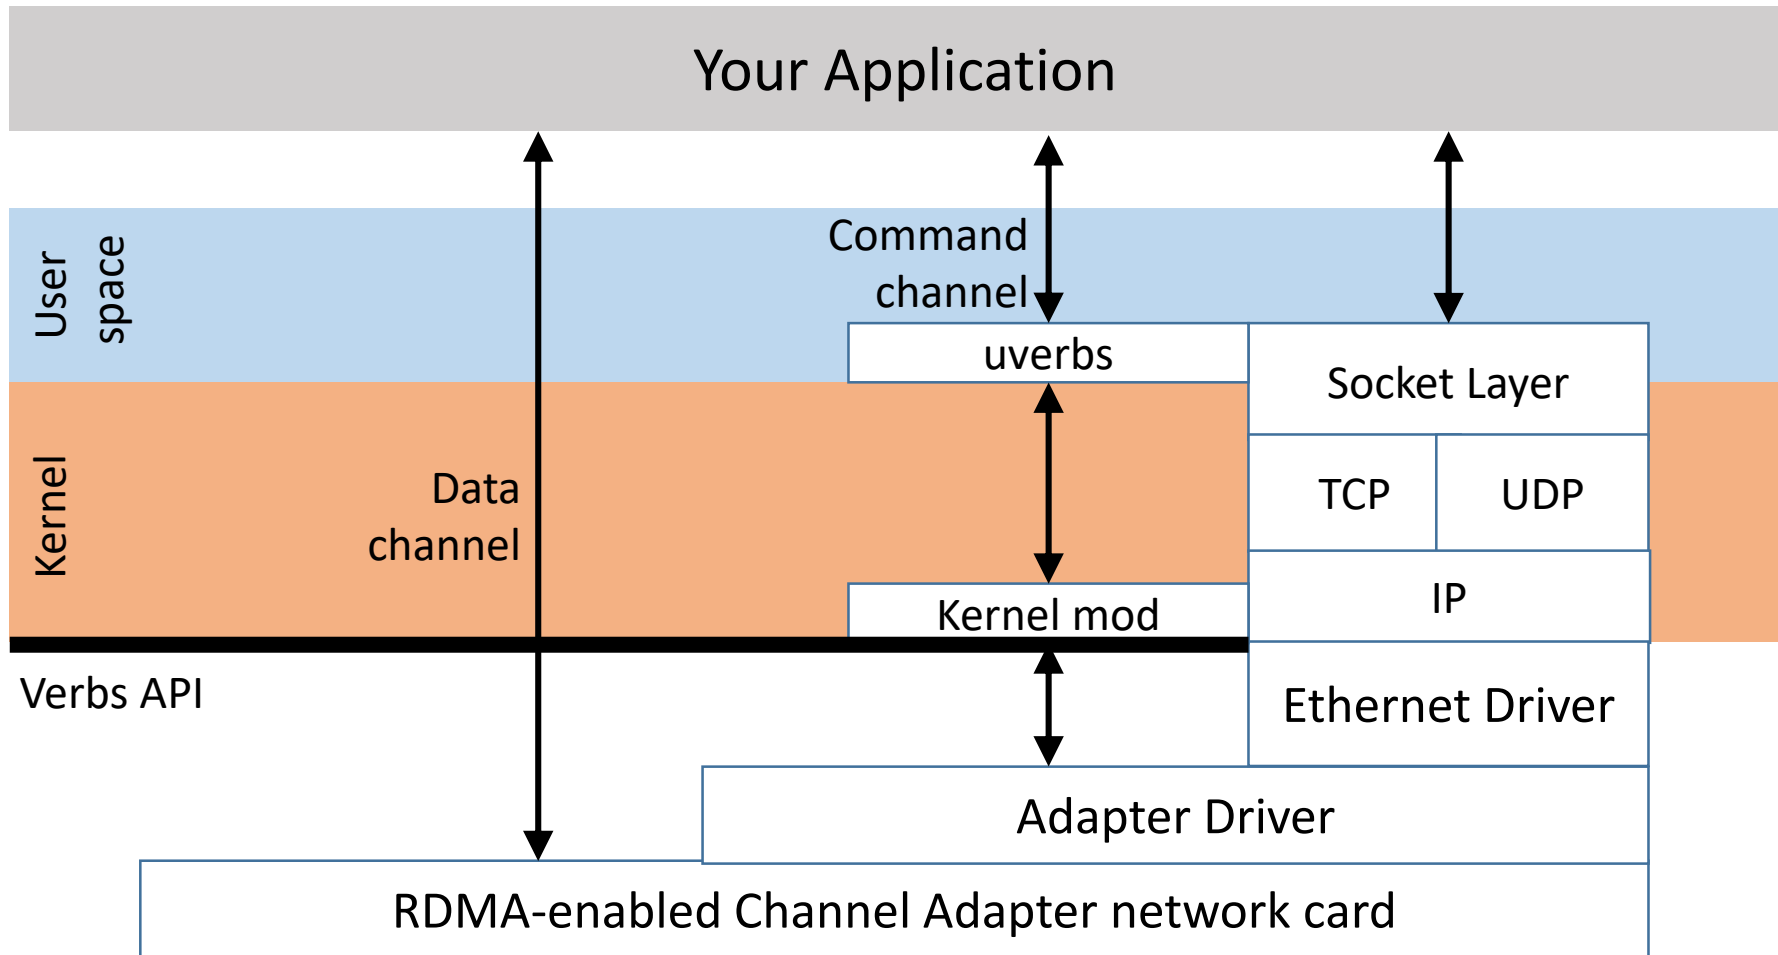 Your Application
User
space
Command
channel
uverbs
Socket Layer
Kernel
Data
channel
TCP
UDP
IP
Kernel mod
Verbs API
Ethernet Driver
Adapter Driver
RDMA-enabled Channel Adapter network card